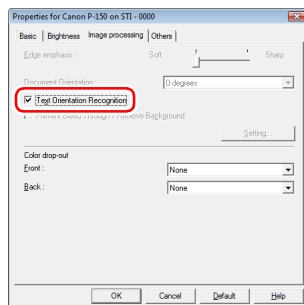 Properties for Canon P-150 on STI - 0000
Basic Brightness Image processing Others
Edge emphasis : Soft Sharp
Document Orientation : 0 degrees
Text Orientation Recognition
Prevent Bleed Through / Remove Background
Setting...
Color drop-out
Front : None
Back : None
OK Cancel Default Help